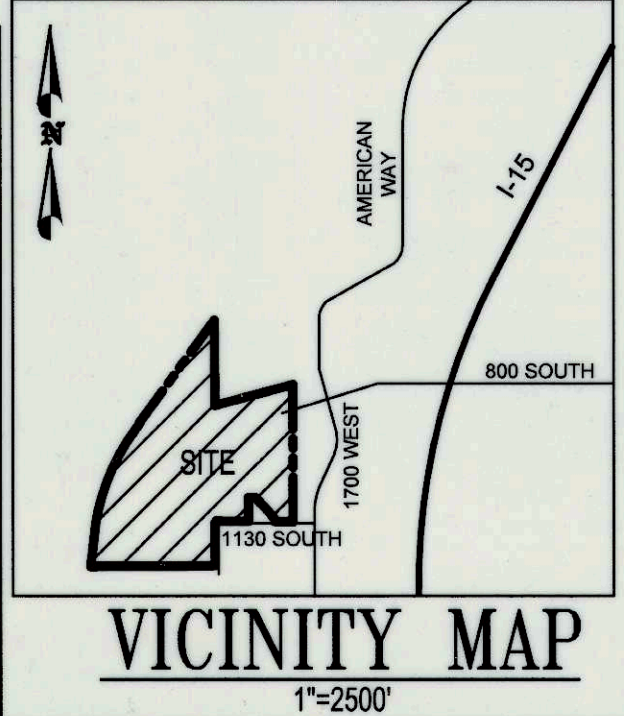 N
AMERICAN
WAY
I-15
800 SOUTH
1700 WEST
SITE
1130 SOUTH
VICINITY MAP
1"=2500'